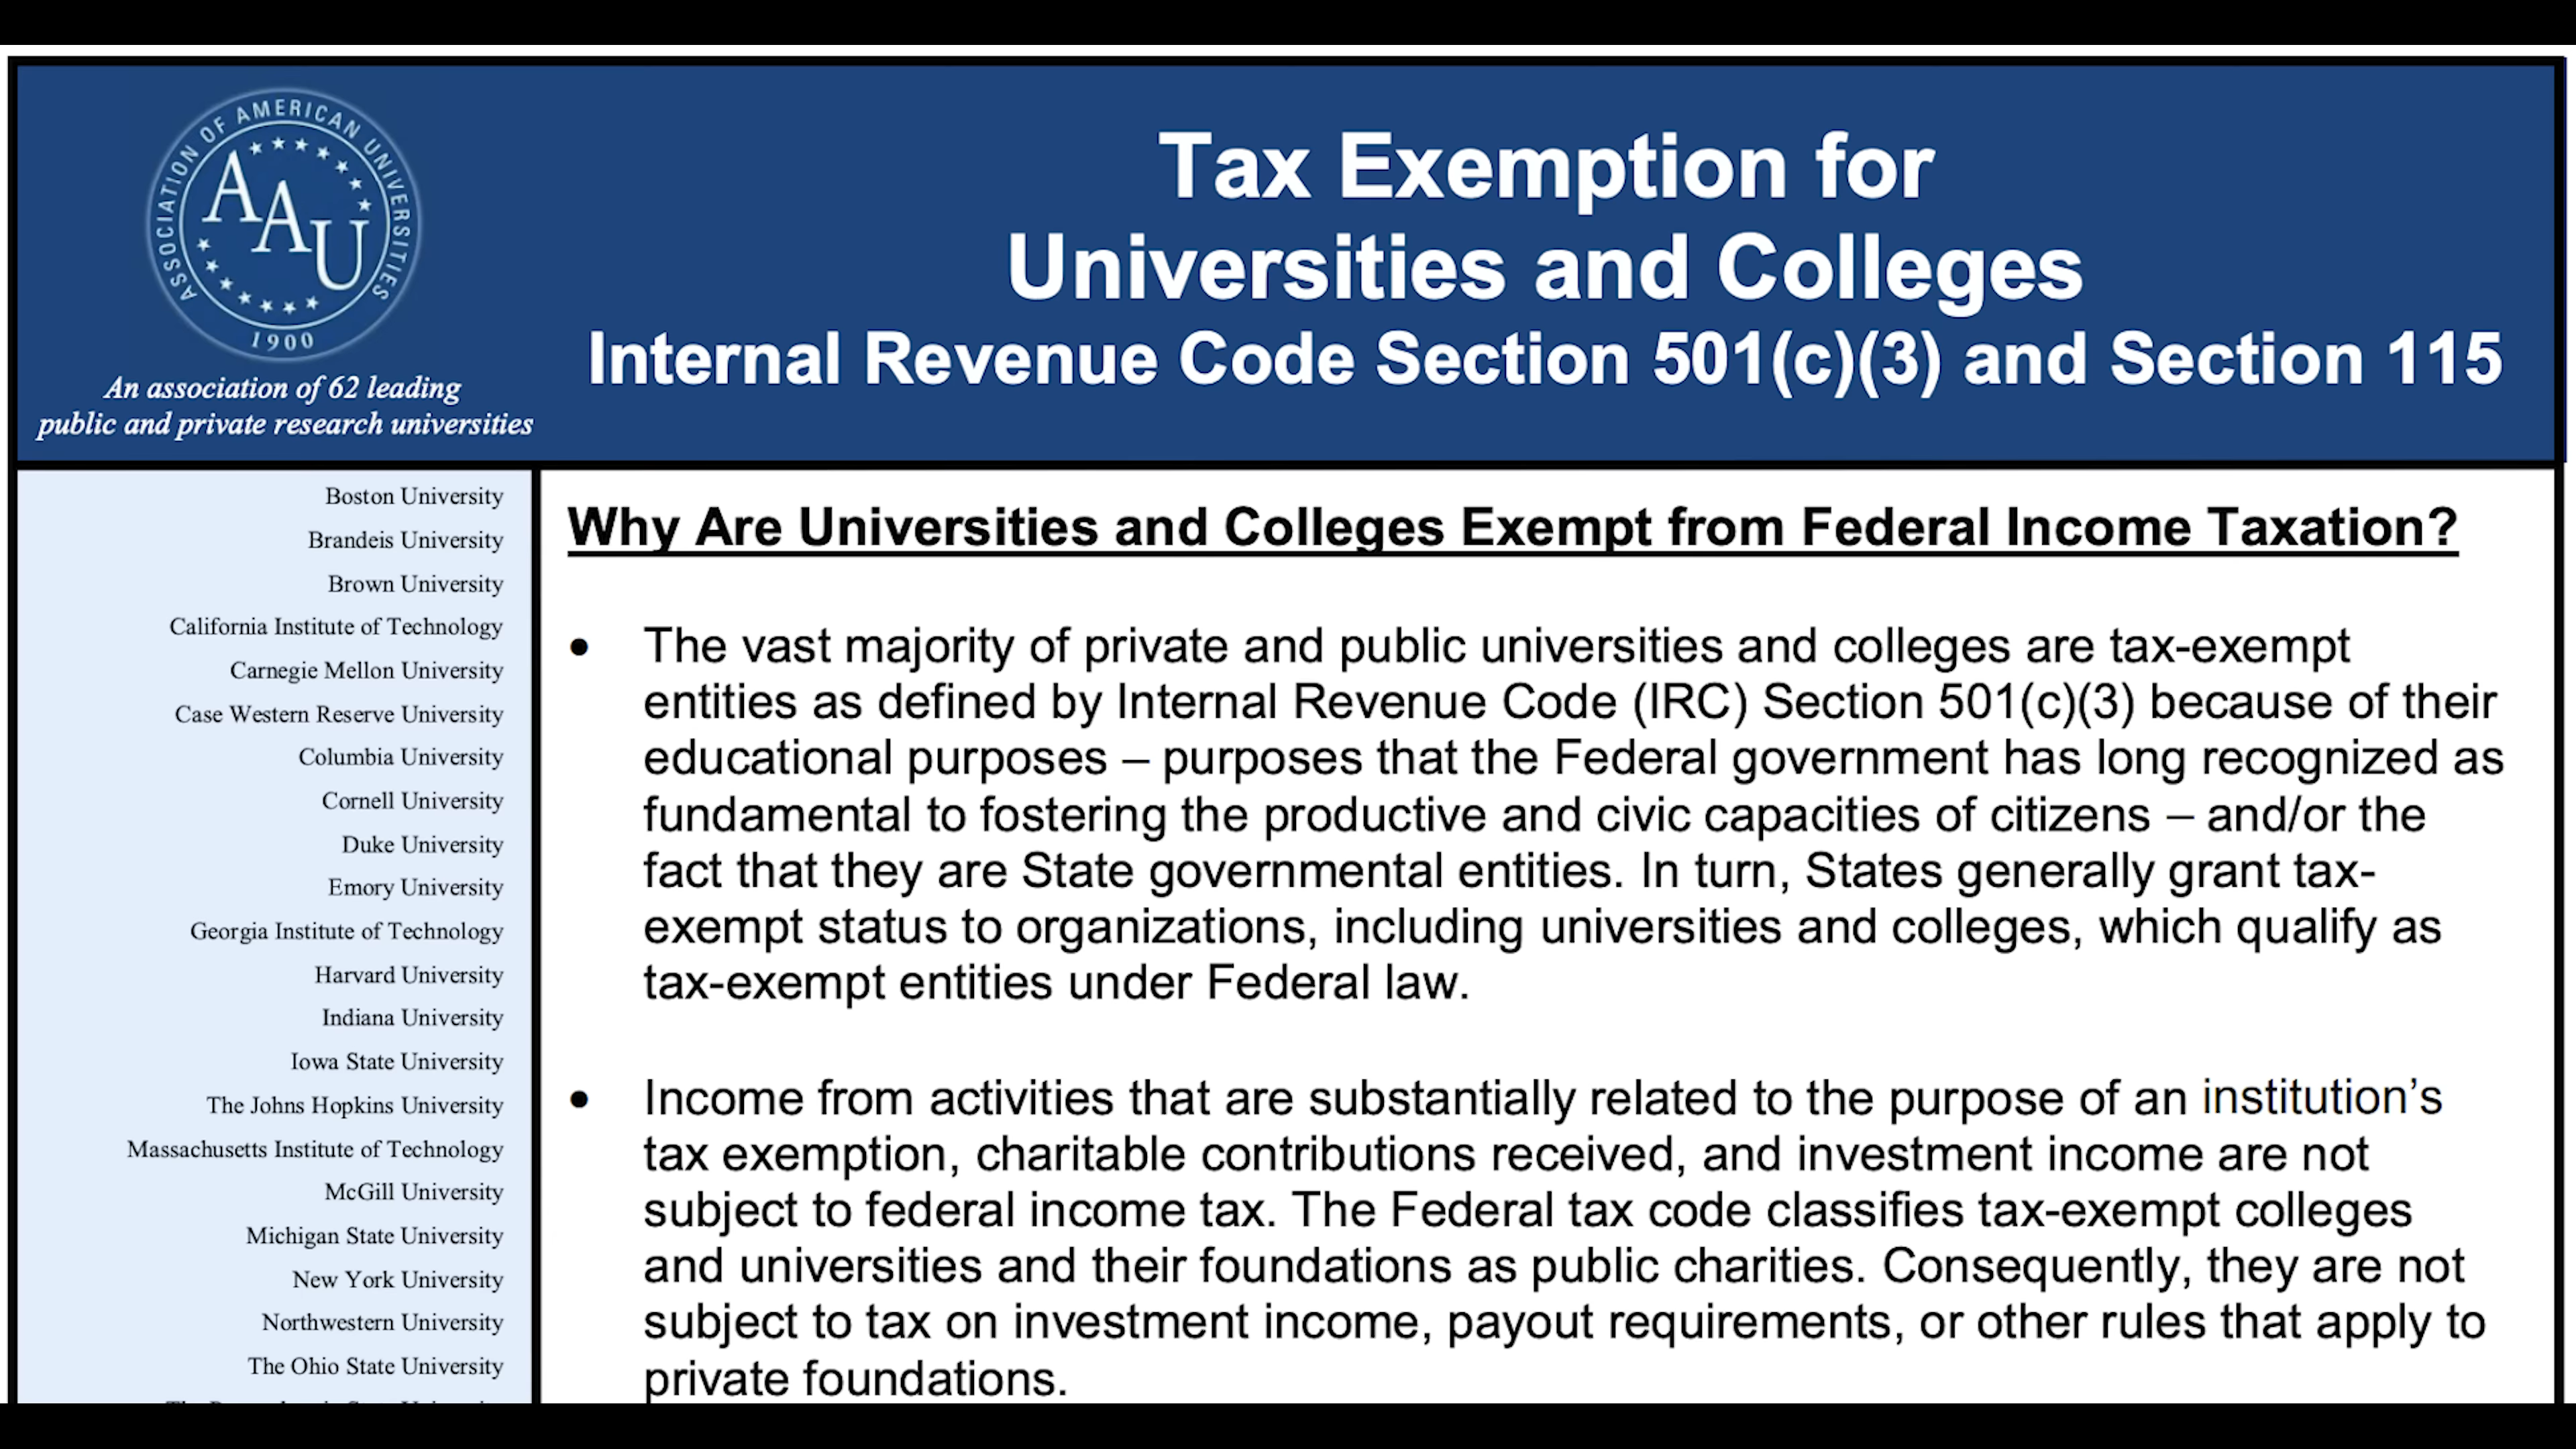 ASSOCIATION OF AMERICAN UNIVERSITIES
AAU
1900
An association of 62 leading
public and private research universities
Tax Exemption for
Universities and Colleges
Internal Revenue Code Section 501(c)(3) and Section 115
Boston University
Brandeis University
Brown University
California Institute of Technology
Carnegie Mellon University
Case Western Reserve University
Columbia University
Cornell University
Duke University
Emory University
Georgia Institute of Technology
Harvard University
Indiana University
Iowa State University
The Johns Hopkins University
Massachusetts Institute of Technology
McGill University
Michigan State University
New York University
Northwestern University
The Ohio State University
Why Are Universities and Colleges Exempt from Federal Income Taxation?
• The vast majority of private and public universities and colleges are tax-exempt
entities as defined by Internal Revenue Code (IRC) Section 501(c)(3) because of their
educational purposes – purposes that the Federal government has long recognized as
fundamental to fostering the productive and civic capacities of citizens – and/or the
fact that they are State governmental entities. In turn, States generally grant tax-
exempt status to organizations, including universities and colleges, which qualify as
tax-exempt entities under Federal law.
• Income from activities that are substantially related to the purpose of an institution’s
tax exemption, charitable contributions received, and investment income are not
subject to federal income tax. The Federal tax code classifies tax-exempt colleges
and universities and their foundations as public charities. Consequently, they are not
subject to tax on investment income, payout requirements, or other rules that apply to
private foundations.